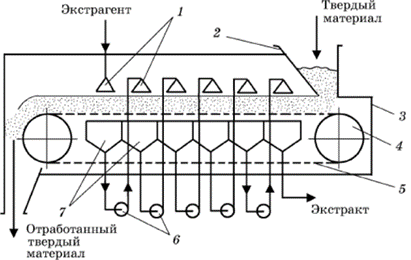 Экстрагент
1
2
Твердый
материал
3
4
5
7
6
Экстракт
Отработанный
твердый
материал